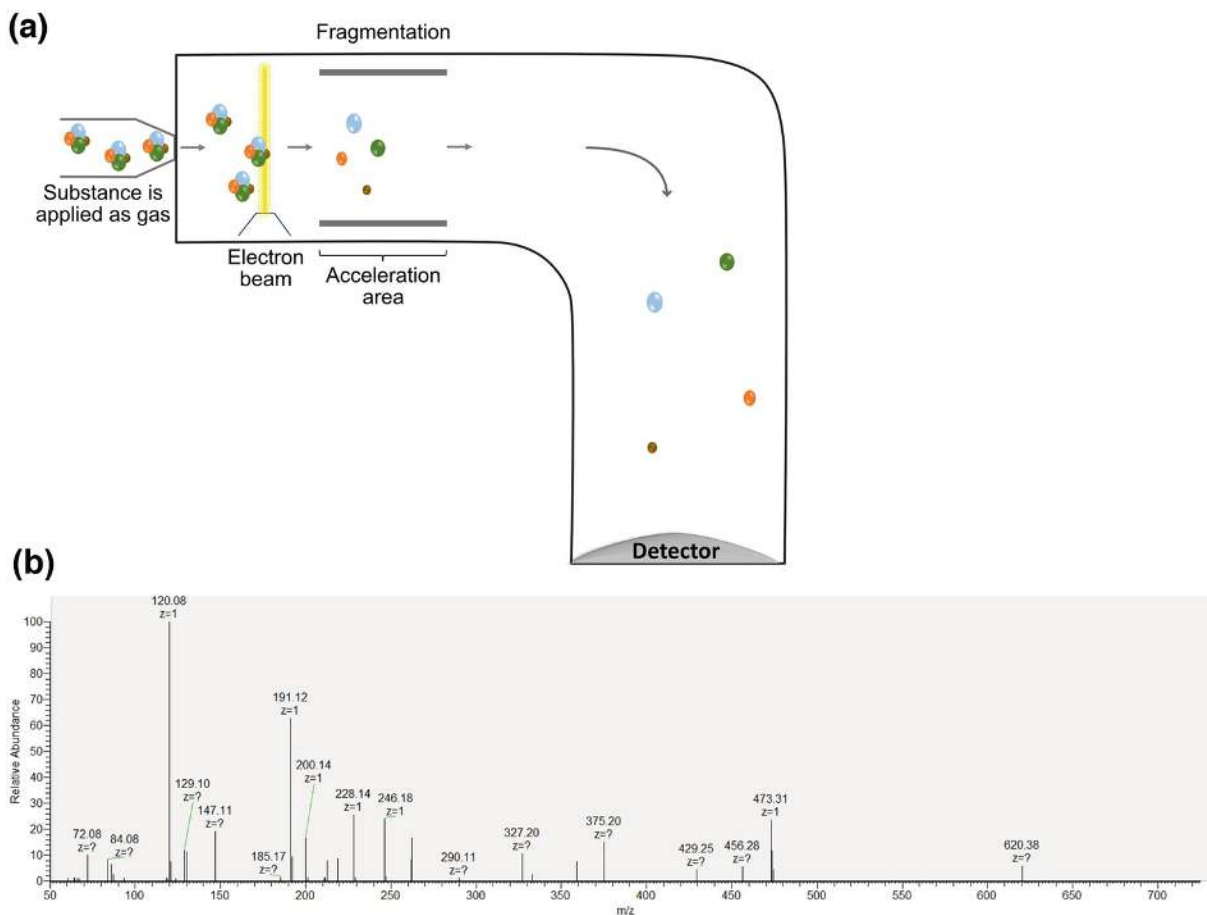 (a)
Fragmentation
Substance is
applied as gas
Electron
beam
Acceleration
area
Detector
(b)
120.08
z=1
191.12
z=1
200.14
z=1
129.10
z=?
147.11
z=?
228.14
z=1
246.18
z=1
473.31
z=1
72.08
z=?
84.08
z=?
185.17
z=?
290.11
z=?
327.20
z=?
375.20
z=?
429.25
z=?
456.28
z=?
620.38
z=?
Relative Abundance
100
90
80
70
60
50
40
30
20
10
0
50
100
150
200
250
300
350
400
450
500
550
600
650
700
m/z